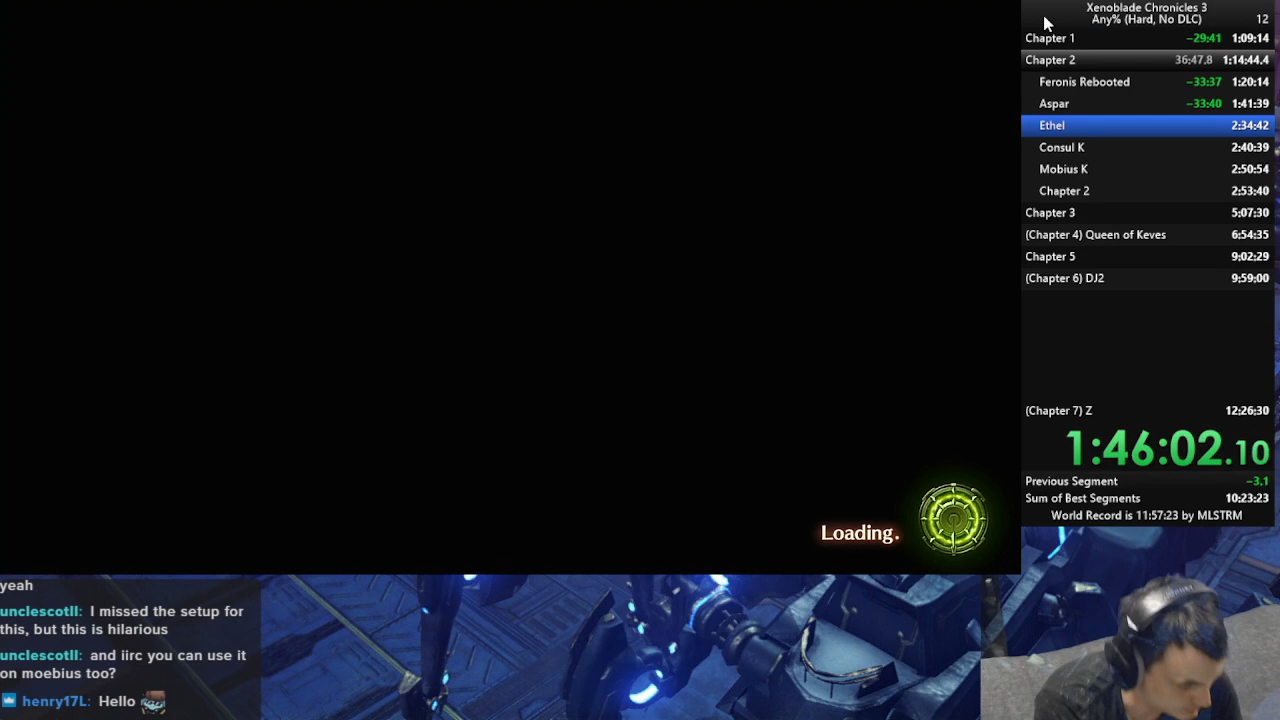 Xenoblade Chronicles 3
Any% (Hard, No DLC) 12
Chapter 1 −29:41 1:09:14
Chapter 2 36:47.8 1:14:44.4
Feronis Rebooted −33:37 1:20:14
Aspar −33:40 1:41:39
Ethel 2:34:42
Consul K 2:40:39
Mobius K 2:50:54
Chapter 2 2:53:40
Chapter 3 5:07:30
(Chapter 4) Queen of Keves 6:54:35
Chapter 5 9:02:29
(Chapter 6) DJ2 9:59:00
(Chapter 7) Z 12:26:30
1:46:02.10
Previous Segment −3.1
Sum of Best Segments 10:23:23
World Record is 11:57:23 by MLSTRM
Loading.
yeah
unclescotll: I missed the setup for
this, but this is hilarious
unclescotll: and iirc you can use it
on moebius too?
henry17L: Hello